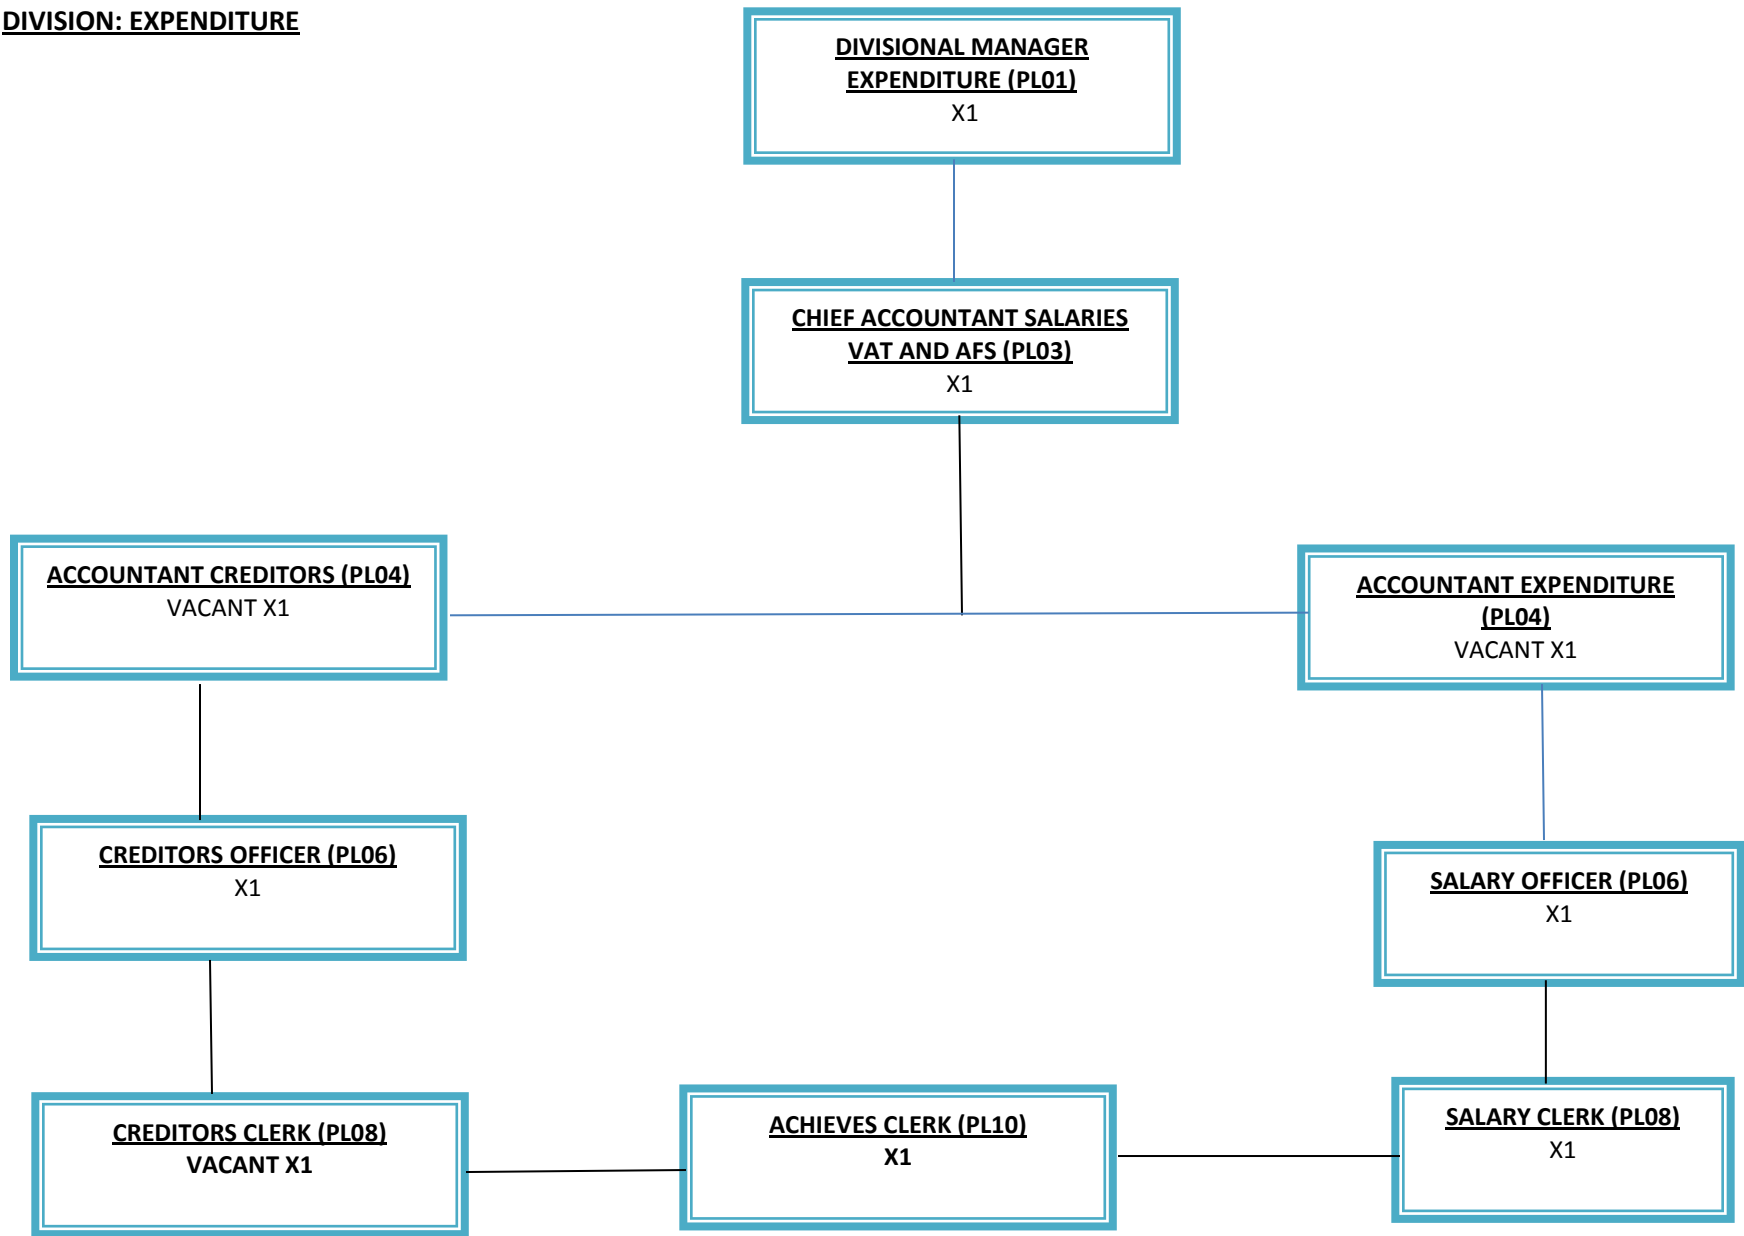 DIVISION: EXPENDITURE
DIVISIONAL MANAGER
EXPENDITURE (PL01)
X1
CHIEF ACCOUNTANT SALARIES
VAT AND AFS (PL03)
X1
ACCOUNTANT CREDITORS (PL04)
VACANT X1
ACCOUNTANT EXPENDITURE
(PL04)
VACANT X1
CREDITORS OFFICER (PL06)
X1
SALARY OFFICER (PL06)
X1
CREDITORS CLERK (PL08)
VACANT X1
ACHIEVES CLERK (PL10)
X1
SALARY CLERK (PL08)
X1